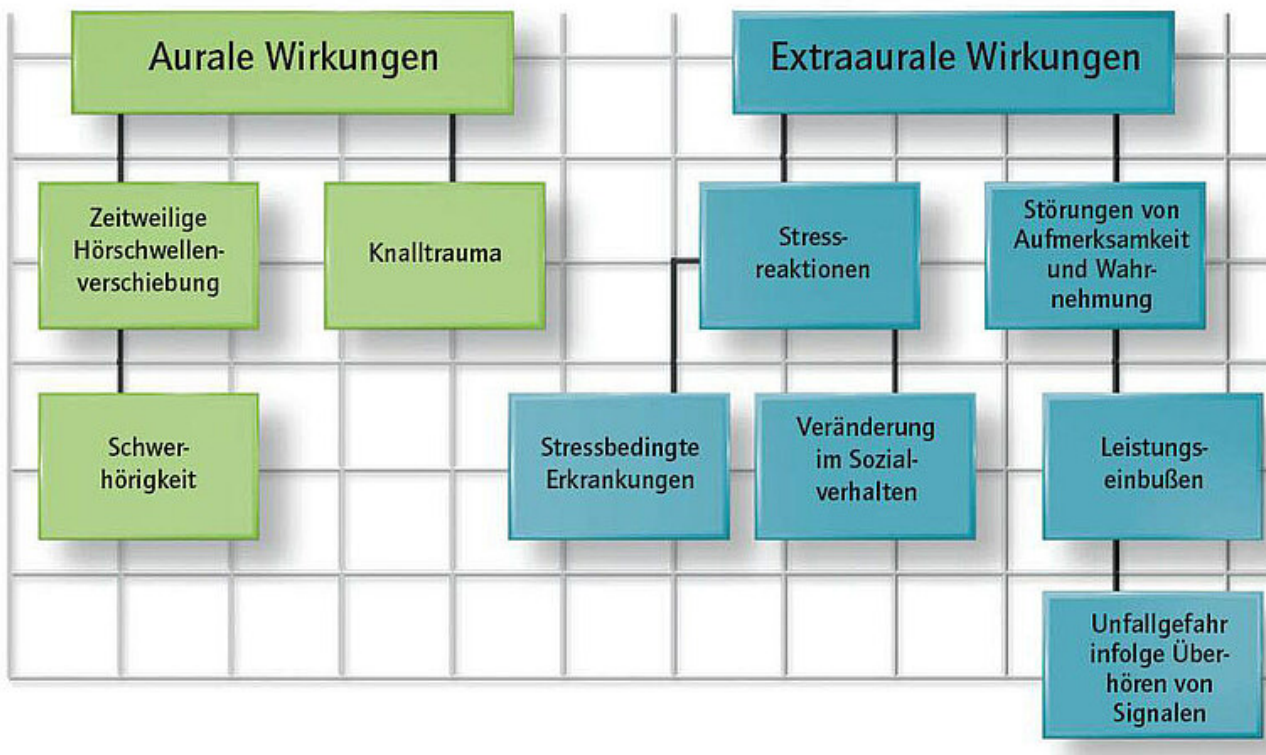 Aurale Wirkungen
Extraaurale Wirkungen
Zeitweilige
Hörschwellen-
verschiebung
Knalltrauma
Stress-
reaktionen
Störungen von
Aufmerksamkeit
und Wahr-
nehmung
Schwer-
hörigkeit
Stressbedingte
Erkrankungen
Veränderung
im Sozial-
verhalten
Leistungs-
einbußen
Unfallgefahr
infolge Über-
hören von
Signalen